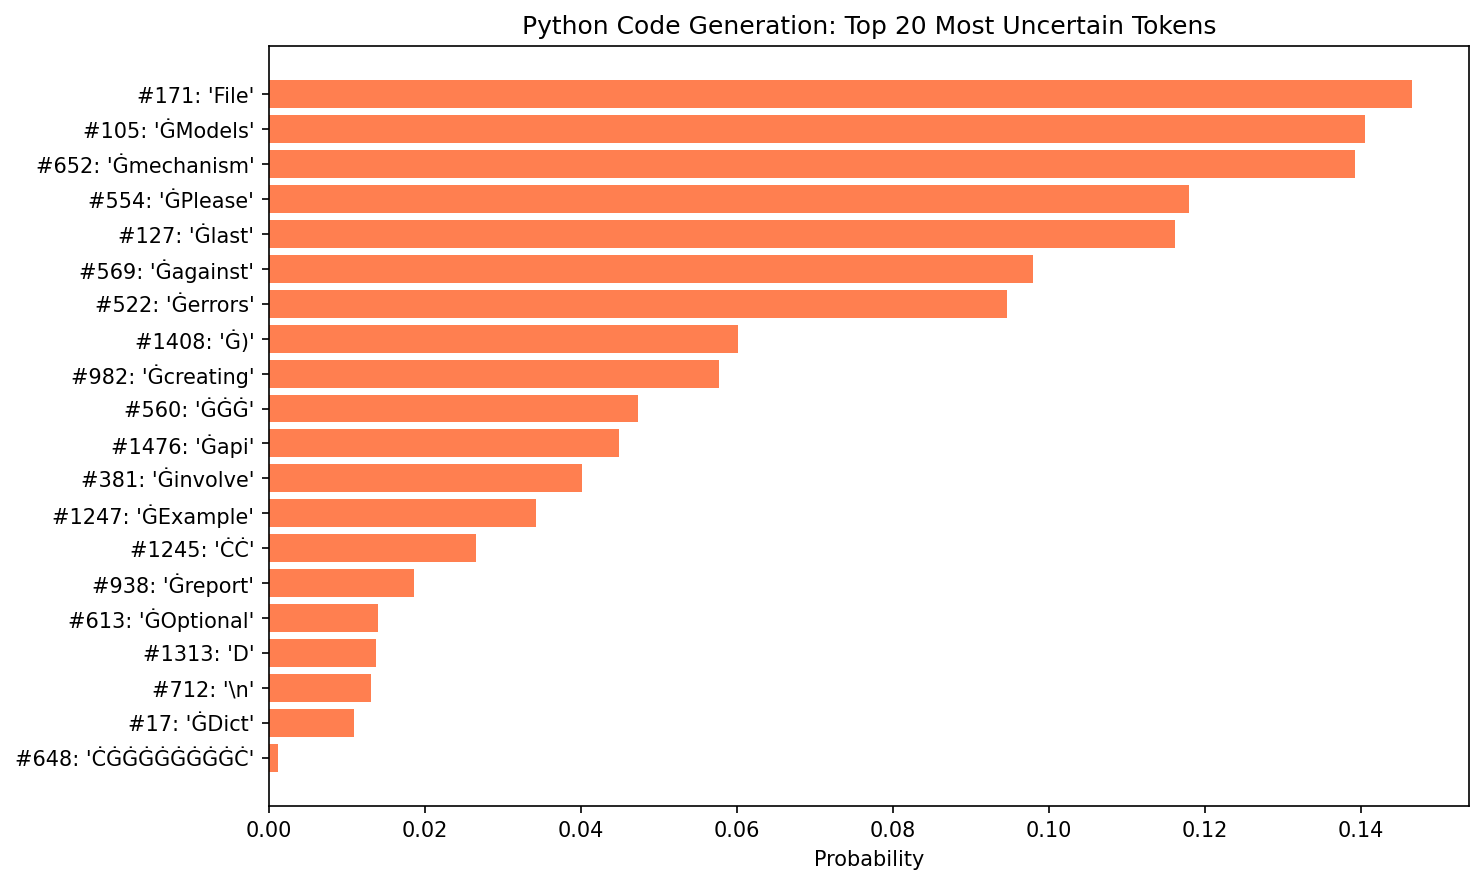 Python Code Generation: Top 20 Most Uncertain Tokens
#171: 'File'
#105: 'ĠModels'
#652: 'Ġmechanism'
#554: 'ĠPlease'
#127: 'Ġlast'
#569: 'Ġagainst'
#522: 'Ġerrors'
#1408: 'Ġ)'
#982: 'Ġcreating'
#560: 'ĠĠĠ'
#1476: 'Ġapi'
#381: 'Ġinvolve'
#1247: 'ĠExample'
#1245: 'ĊĊ'
#938: 'Ġreport'
#613: 'ĠOptional'
#1313: 'D'
#712: '\n'
#17: 'ĠDict'
#648: 'ĊĠĠĠĠĠĠĠĠĊ'
0.00 0.02 0.04 0.06 0.08 0.10 0.12 0.14
Probability